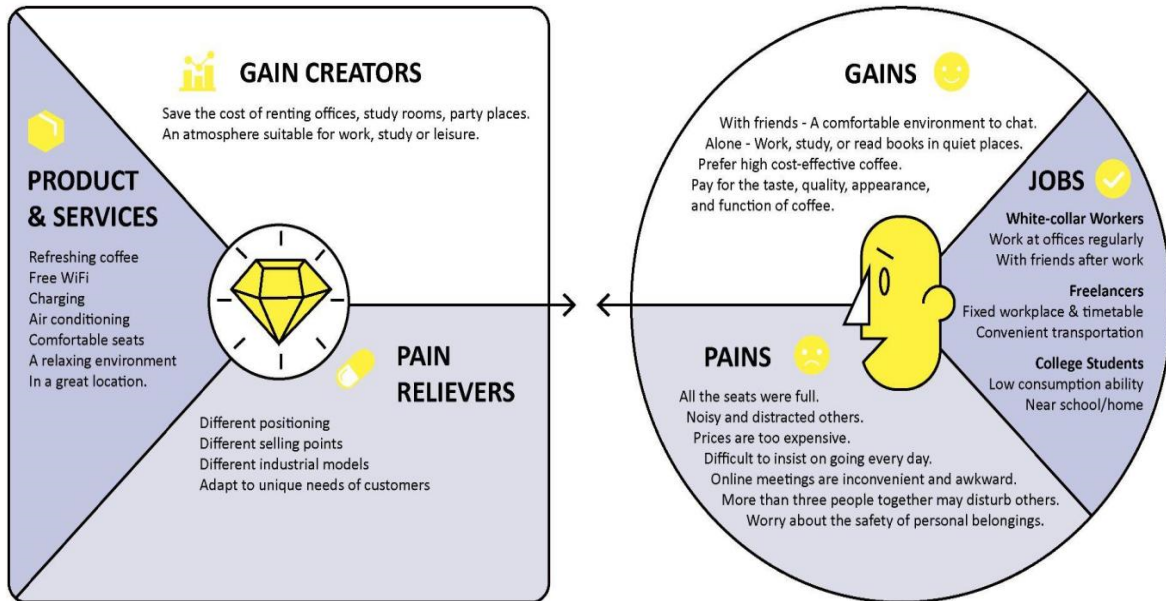 GAIN CREATORS
Save the cost of renting offices, study rooms, party places.
An atmosphere suitable for work, study or leisure.
PRODUCT
& SERVICES
Refreshing coffee
Free WiFi
Charging
Air conditioning
Comfortable seats
A relaxing environment
In a great location.
PAIN
RELIEVERS
Different positioning
Different selling points
Different industrial models
Adapt to unique needs of customers
GAINS
With friends - A comfortable environment to chat.
Alone - Work, study, or read books in quiet places.
Prefer high cost-effective coffee.
Pay for the taste, quality, appearance,
and function of coffee.
JOBS
White-collar Workers
Work at offices regularly
With friends after work
Freelancers
Fixed workplace & timetable
Convenient transportation
College Students
Low consumption ability
Near school/home
PAINS
All the seats were full.
Noisy and distracted others.
Prices are too expensive.
Difficult to insist on going every day.
Online meetings are inconvenient and awkward.
More than three people together may disturb others.
Worry about the safety of personal belongings.